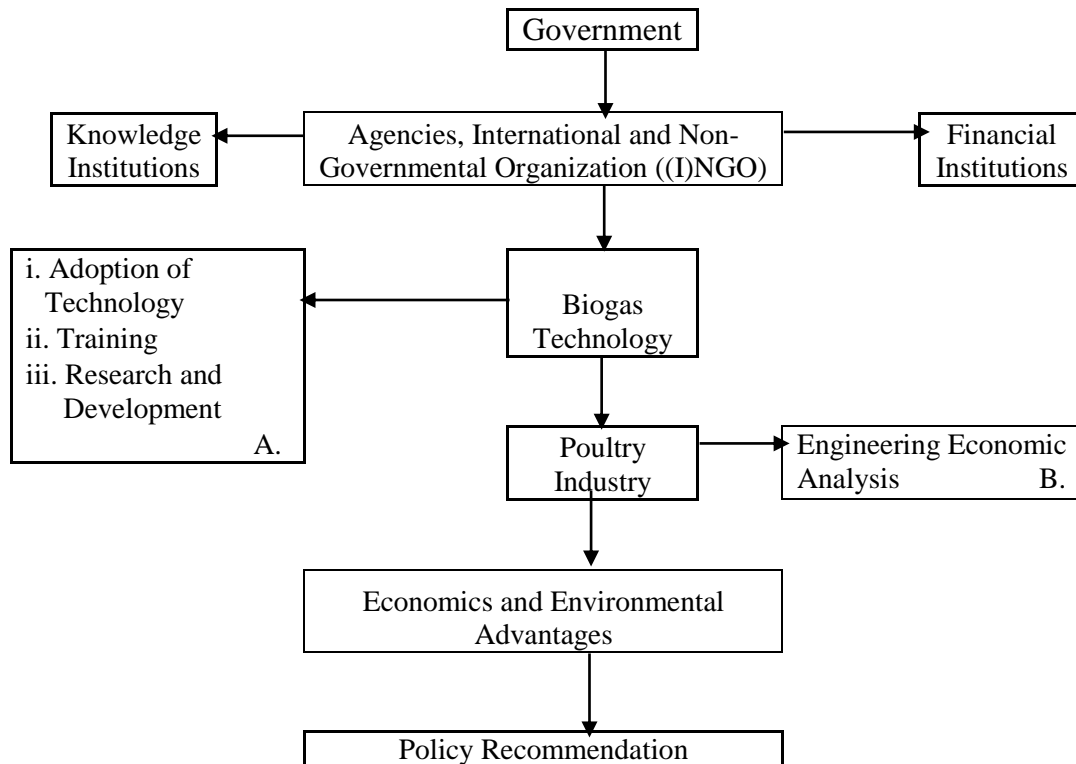 Government
Knowledge
Institutions
Agencies, International and Non-
Governmental Organization ((I)NGO)
Financial
Institutions
i. Adoption of
Technology
ii. Training
iii. Research and
Development
A.
Biogas
Technology
Poultry
Industry
Engineering Economic
Analysis B.
Economics and Environmental
Advantages
Policy Recommendation